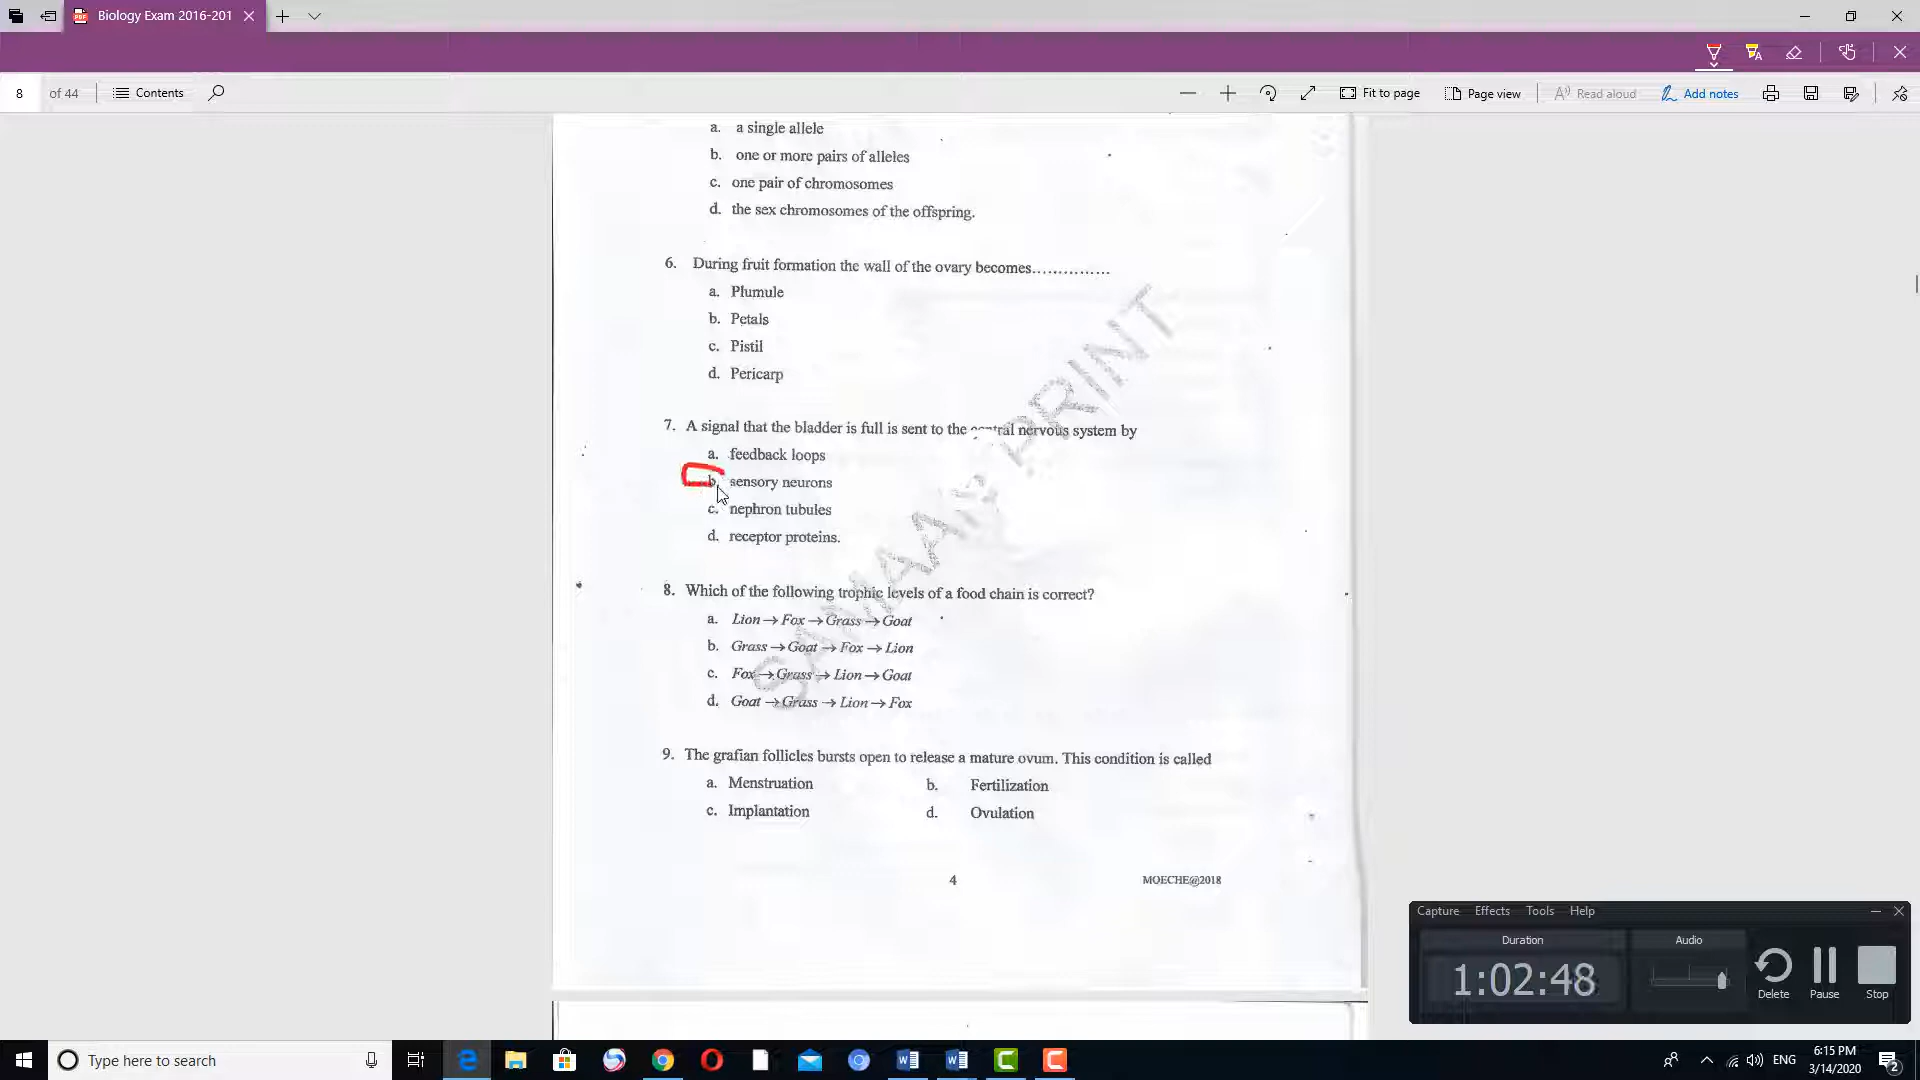 Biology Exam 2016-201
8 of 44 Contents Fit to page Page view Read aloud Add notes
a. a single allele
b. one or more pairs of alleles
c. one pair of chromosomes
d. the sex chromosomes of the offspring.
6. During fruit formation the wall of the ovary becomes...............
a. Plumule
b. Petals
c. Pistil
d. Pericarp
7. A signal that the bladder is full is sent to the central nervous system by
a. feedback loops
b. sensory neurons
c. nephron tubules
d. receptor proteins.
8. Which of the following trophic levels of a food chain is correct?
a. Lion → Fox → Grass → Goat
b. Grass → Goat → Fox → Lion
c. Fox → Grass → Lion → Goat
d. Goat → Grass → Lion → Fox
9. The grafian follicles bursts open to release a mature ovum. This condition is called
a. Menstruation b. Fertilization
c. Implantation d. Ovulation
4 MOECHE@2018
Capture Effects Tools Help
Duration Audio
1:02:48
Delete Pause Stop
Type here to search
ENG
6:15 PM
3/14/2020
2